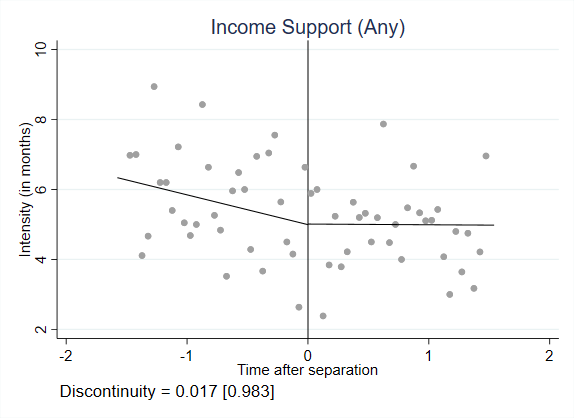 Income Support (Any)
Intensity (in months)
10
8
6
4
2
-2
-1
0
1
2
Time after separation
Discontinuity = 0.017 [0.983]